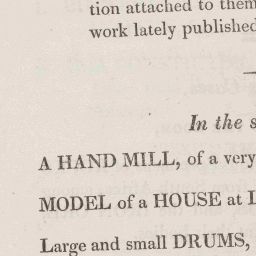 tion attached to them
work lately published
In the s
A HAND MILL, of a very
MODEL of a HOUSE at L
Large and small DRUMS,